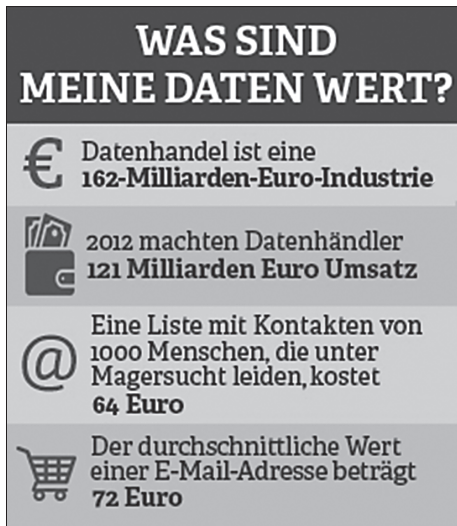 WAS SIND
MEINE DATEN WERT?
€ Datenhandel ist eine
162-Milliarden-Euro-Industrie
2012 machten Datenhändler
121 Milliarden Euro Umsatz
Eine Liste mit Kontakten von
@ 1000 Menschen, die unter
Magersucht leiden, kostet
64 Euro
Der durchschnittliche Wert
einer E-Mail-Adresse beträgt
72 Euro